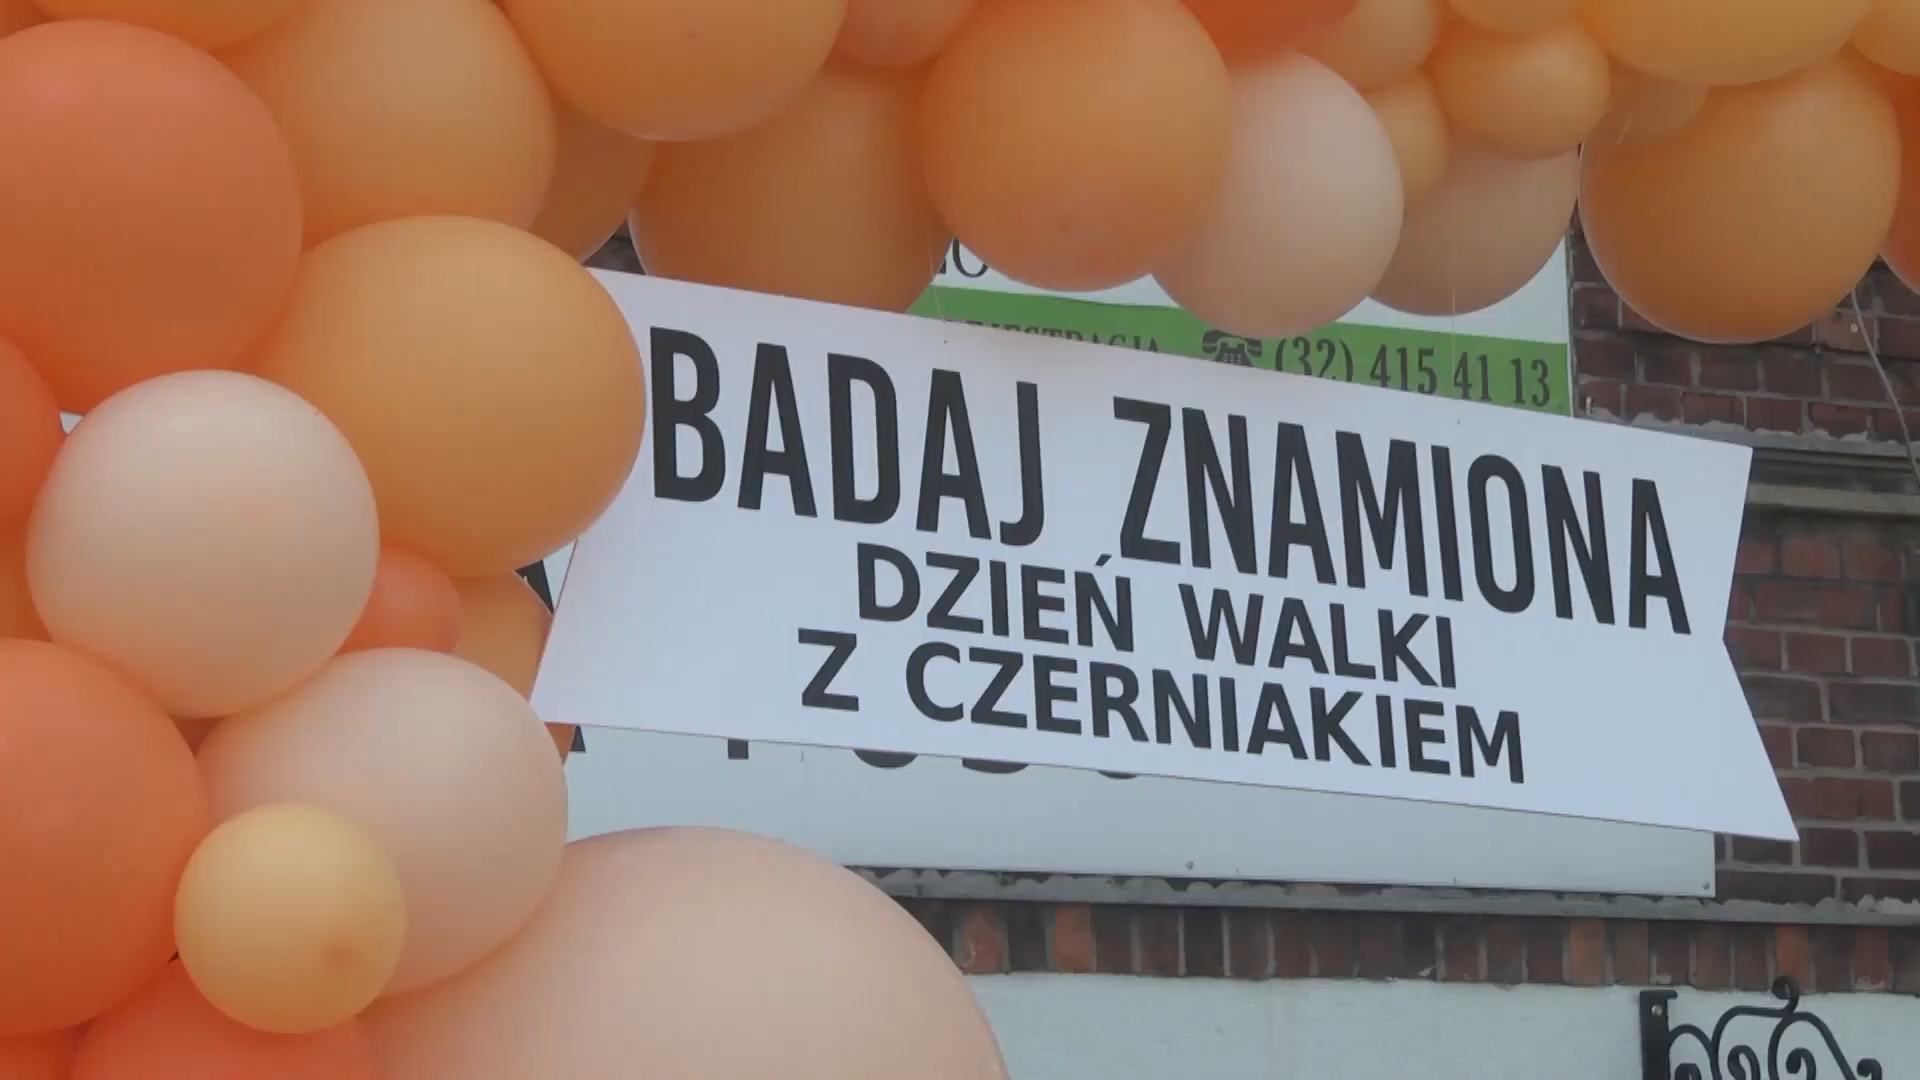 (32) 415 41 13
BADAJ ZNAMIONA
DZIEŃ WALKI
Z CZERNIAKIEM